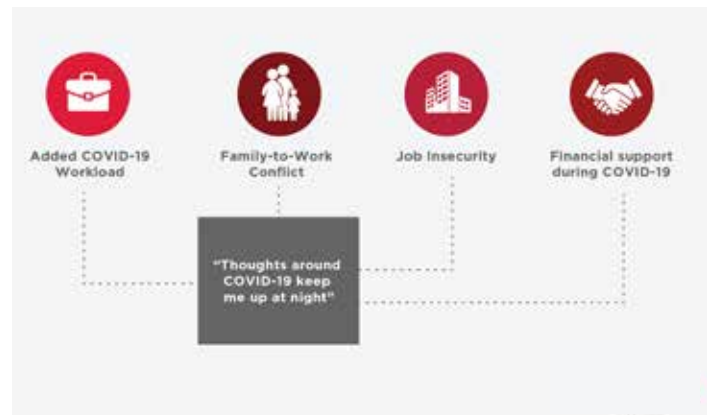 Added COVID-19
Workload
Family-to-Work
Conflict
Job Insecurity
Financial support
during COVID-19
"Thoughts around
COVID-19 keep
me up at night"